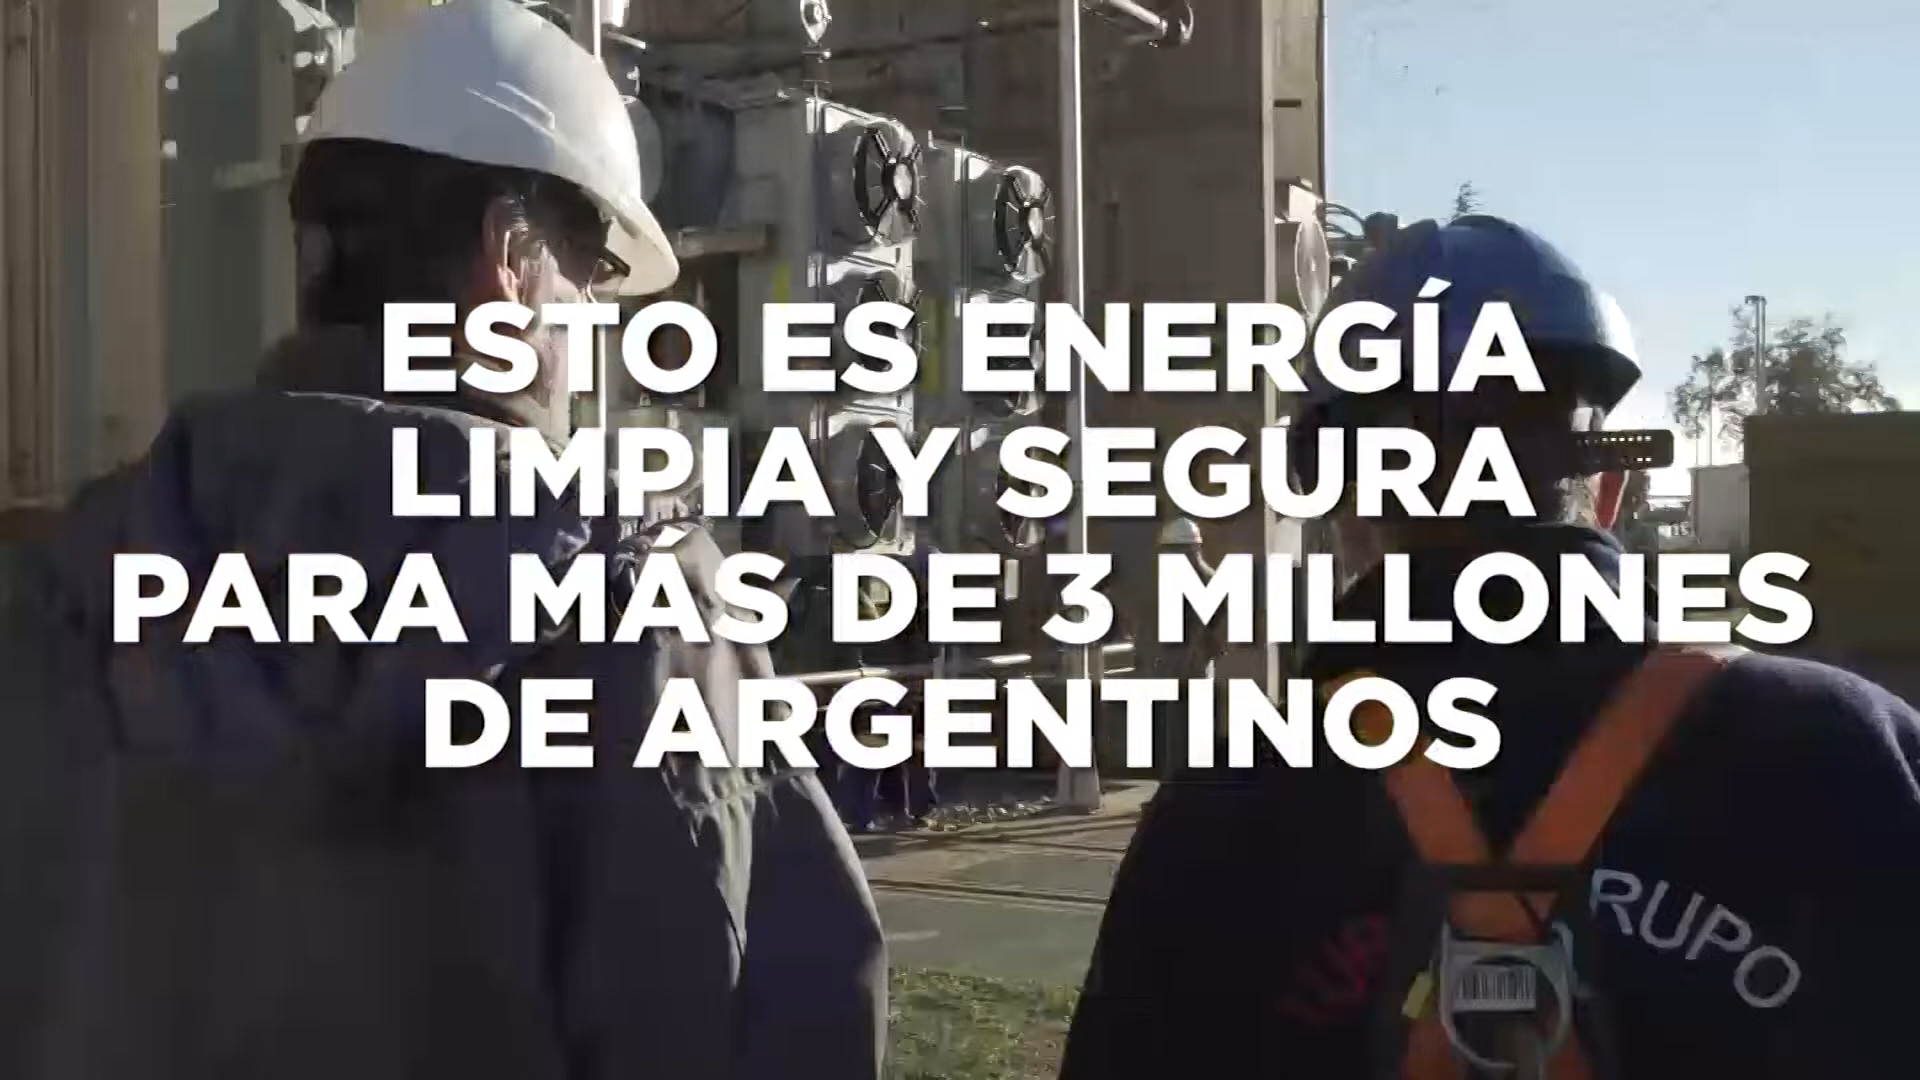 ESTO ES ENERGÍA
LIMPIA Y SEGURA
PARA MÁS DE 3 MILLONES
DE ARGENTINOS
RUPO